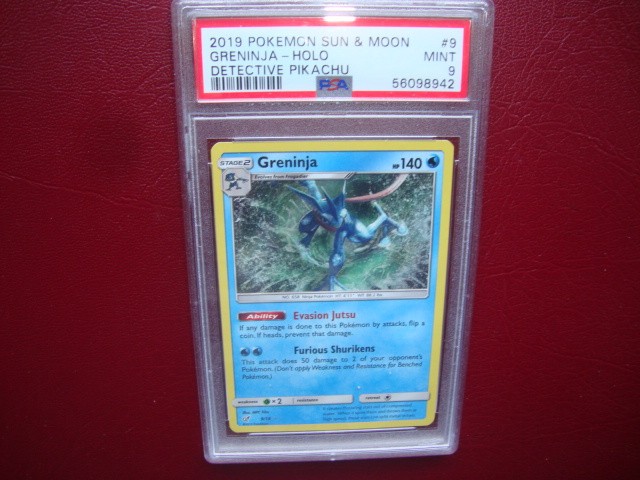 2019 POKEMON SUN & MOON #9
GRENINJA - HOLO MINT
DETECTIVE PIKACHU 9
PSA 56098942
STAGE 2 Greninja HP 140
Evolves from Frogadier
Ability Evasion Jutsu
If any damage is done to this Pokémon by attacks, flip a
coin. If heads, prevent that damage.
Furious Shurikens
This attack does 50 damage to 2 of your opponent's
Pokémon. (Don't apply Weakness and Resistance for Benched
Pokémon.)
weakness ×2 resistance retreat
9/18